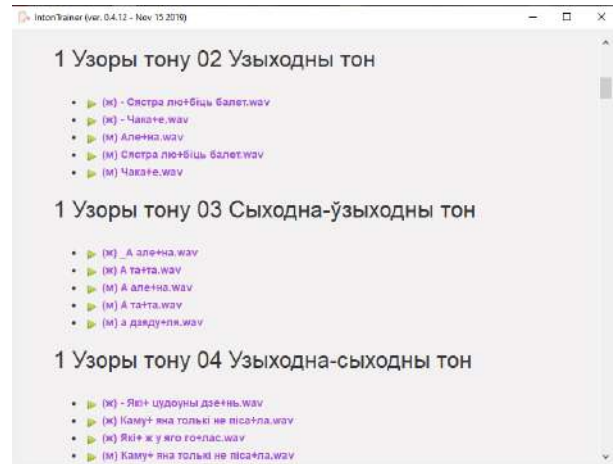 IntonTrainer (ver. 0.4.12 - Nov 15 2019)
1 Узоры тону 02 Узыходны тон
(ж) - Сястра лю+біць балет.wav
(ж) - Чака+е.wav
(м) Але+на.wav
(м) Сястра лю+біць балет.wav
(м) Чака+е.wav
1 Узоры тону 03 Сыходна-ўзыходны тон
(ж) _А але+на.wav
(ж) А та+та.wav
(м) А але+на.wav
(м) А та+та.wav
(м) а дзяду+ля.wav
1 Узоры тону 04 Узыходна-сыходны тон
(ж) - Які+ цудоўны дзе+нь.wav
(ж) Каму+ яна толькі не піса+ла.wav
(ж) Які+ ж у яго го+лас.wav
(м) Каму+ яна толькі не піса+ла.wav